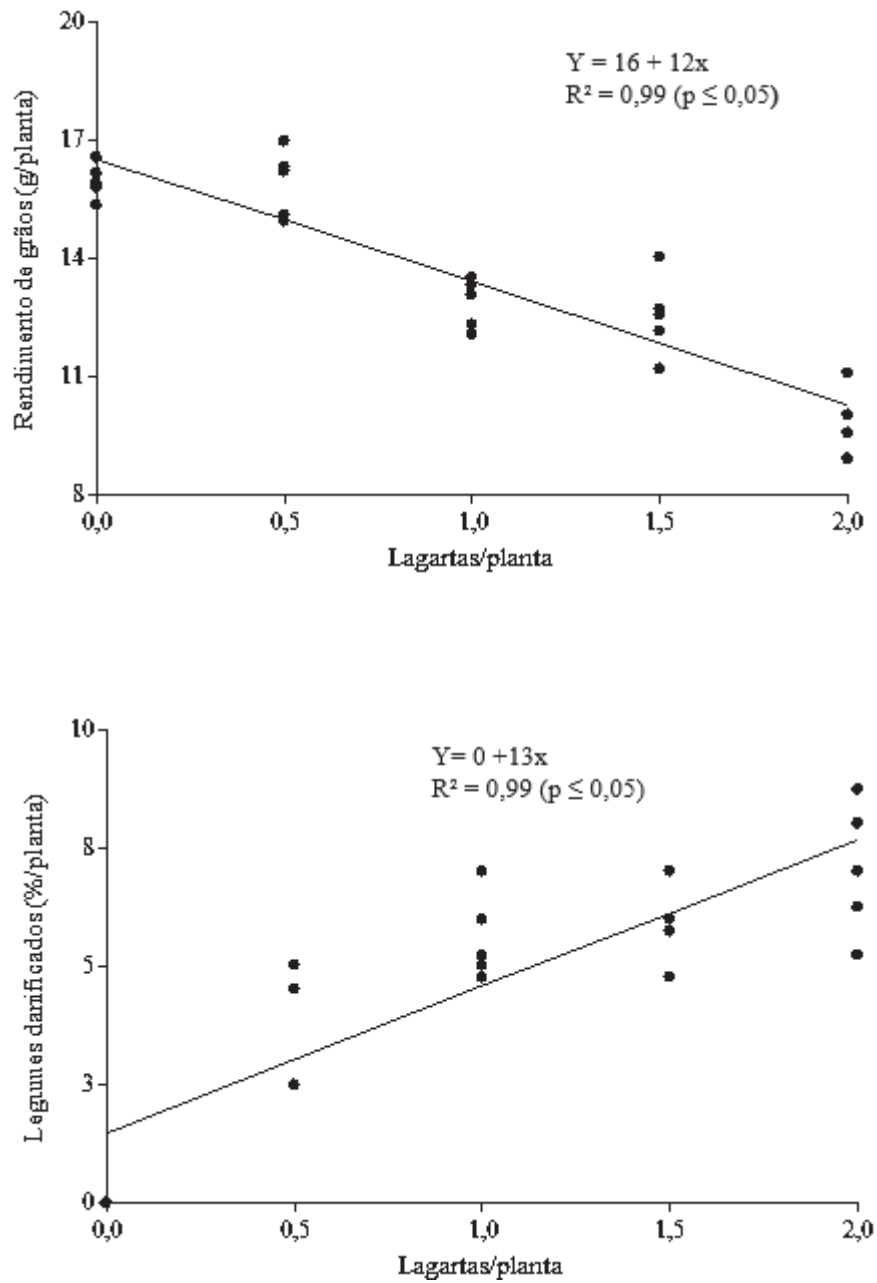 20
Y = 16 + 12x
R² = 0,99 (p ≤ 0,05)
17
14
11
8
Rendimento de grãos (g/planta)
0,0 0,5 1,0 1,5 2,0
Lagartas/planta
10
Y= 0 +13x
R² = 0,99 (p ≤ 0,05)
8
5
3
0
Legumes danificados (%/planta)
0,0 0,5 1,0 1,5 2,0
Lagartas/planta